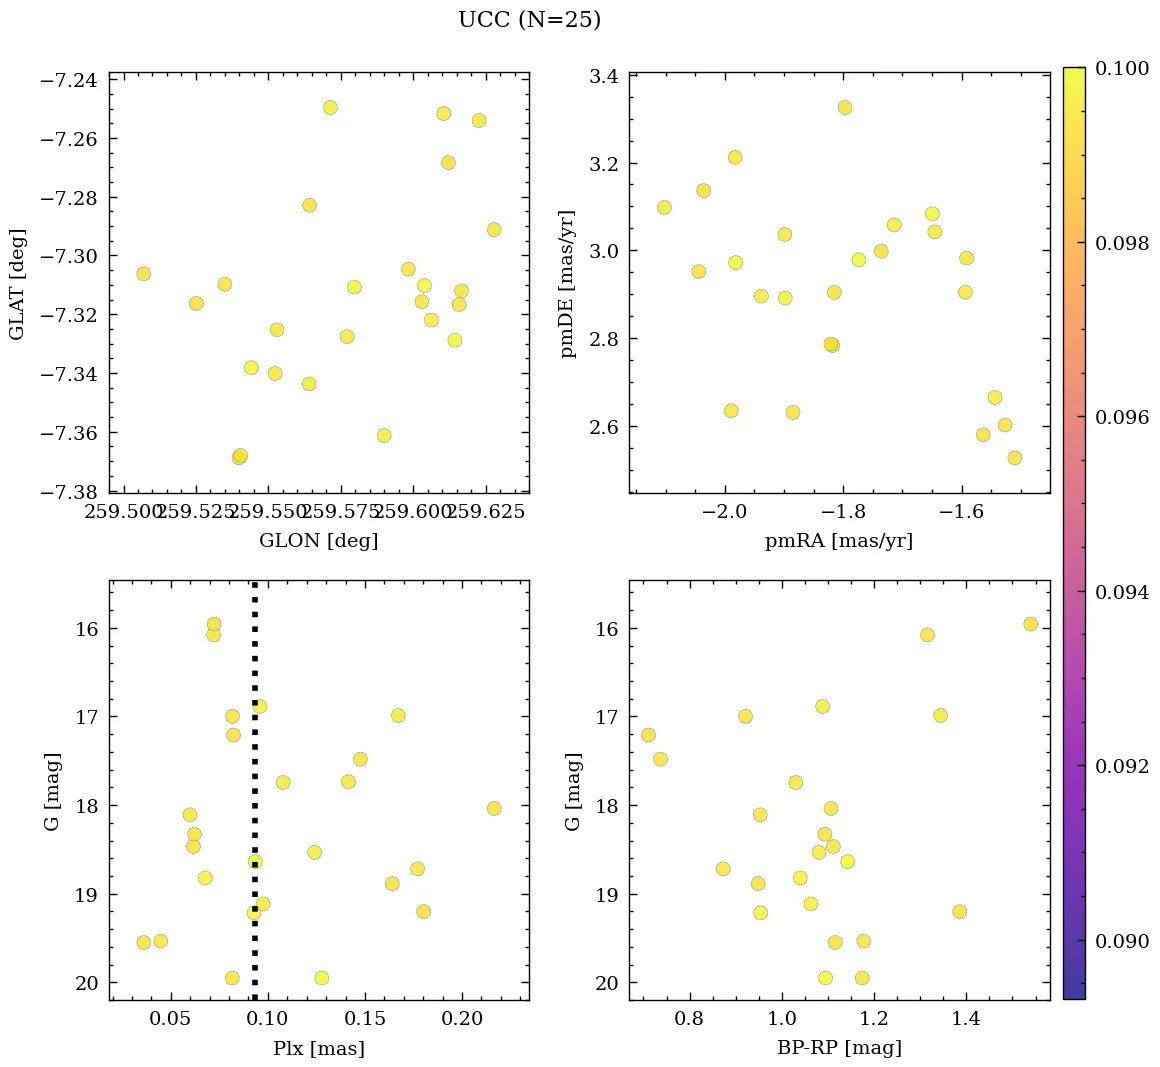 UCC (N=25)
−7.24
−7.26
−7.28
−7.30
−7.32
−7.34
−7.36
−7.38
GLAT [deg]
259.500 259.525 259.550 259.575 259.600 259.625
GLON [deg]
3.4
3.2
3.0
2.8
2.6
pmDE [mas/yr]
−2.0 −1.8 −1.6
pmRA [mas/yr]
16
17
18
19
20
G [mag]
0.05 0.10 0.15 0.20
Plx [mas]
16
17
18
19
20
G [mag]
0.8 1.0 1.2 1.4
BP-RP [mag]
0.100
0.098
0.096
0.094
0.092
0.090